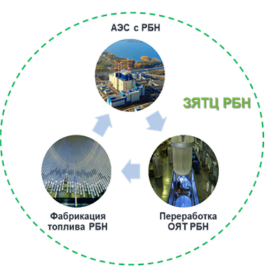 АЭС с РБН
ЗЯТЦ РБН
Фабрикация
топлива РБН
Переработка
ОЯТ РБН